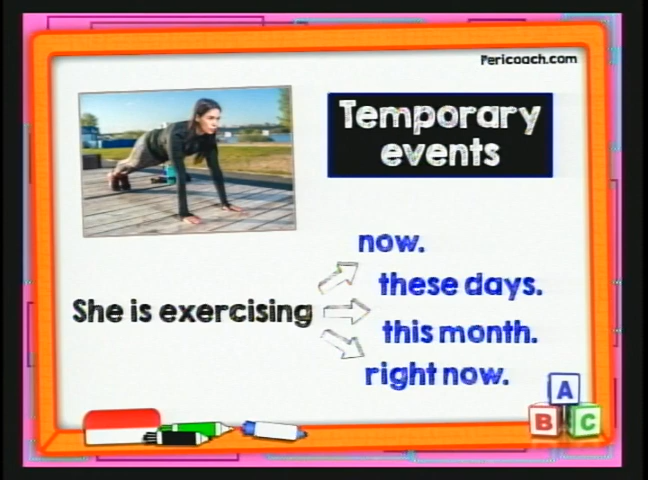 Pericoach.com
Temporary
events
now.
these days.
She is exercising
this month.
right now.
A
B C